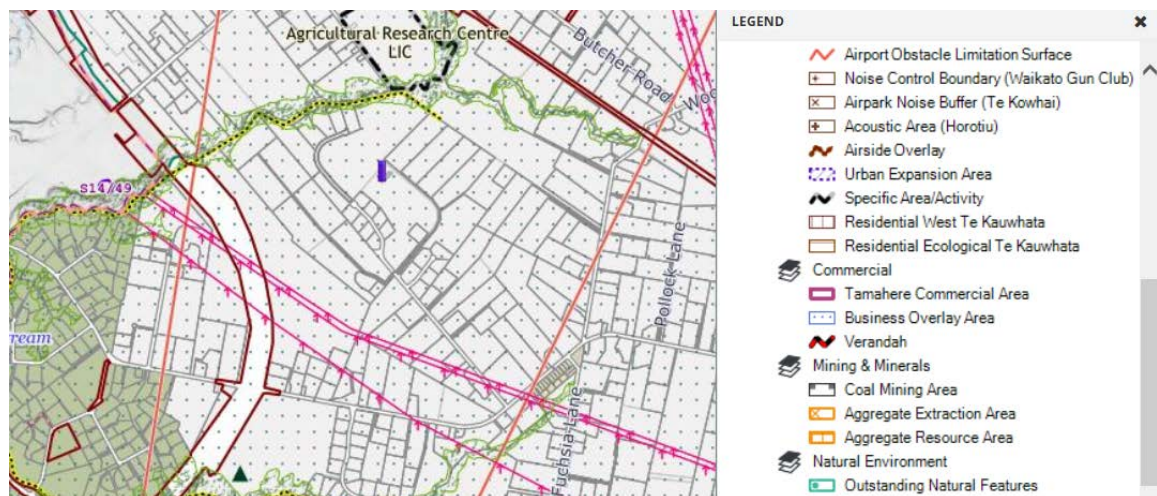 Agricultural Research Centre
LIC
Butcher Road
Woo
S14/49
Pollock Lane
ream
Fuchsia Lane
LEGEND
Airport Obstacle Limitation Surface
Noise Control Boundary (Waikato Gun Club)
Airpark Noise Buffer (Te Kowhai)
Acoustic Area (Horotiu)
Airside Overlay
Urban Expansion Area
Specific Area/Activity
Residential West Te Kauwhata
Residential Ecological Te Kauwhata
Commercial
Tamahere Commercial Area
Business Overlay Area
Verandah
Mining & Minerals
Coal Mining Area
Aggregate Extraction Area
Aggregate Resource Area
Natural Environment
Outstanding Natural Features